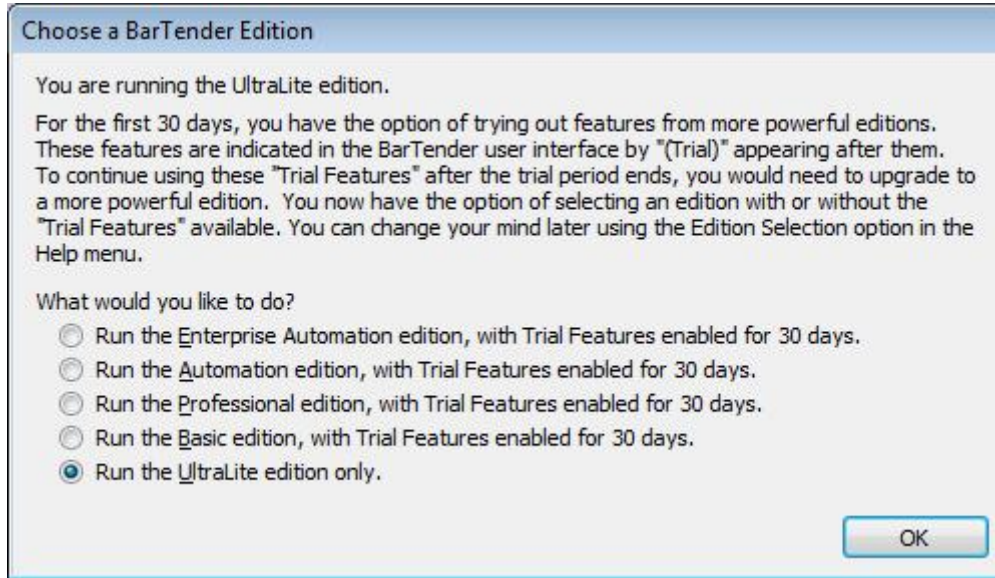 Choose a BarTender Edition
You are running the UltraLite edition.
For the first 30 days, you have the option of trying out features from more powerful editions.
These features are indicated in the BarTender user interface by "(Trial)" appearing after them.
To continue using these "Trial Features" after the trial period ends, you would need to upgrade to
a more powerful edition.  You now have the option of selecting an edition with or without the
"Trial Features" available. You can change your mind later using the Edition Selection option in the
Help menu.
What would you like to do?
Run the Enterprise Automation edition, with Trial Features enabled for 30 days.
Run the Automation edition, with Trial Features enabled for 30 days.
Run the Professional edition, with Trial Features enabled for 30 days.
Run the Basic edition, with Trial Features enabled for 30 days.
Run the UltraLite edition only.
OK